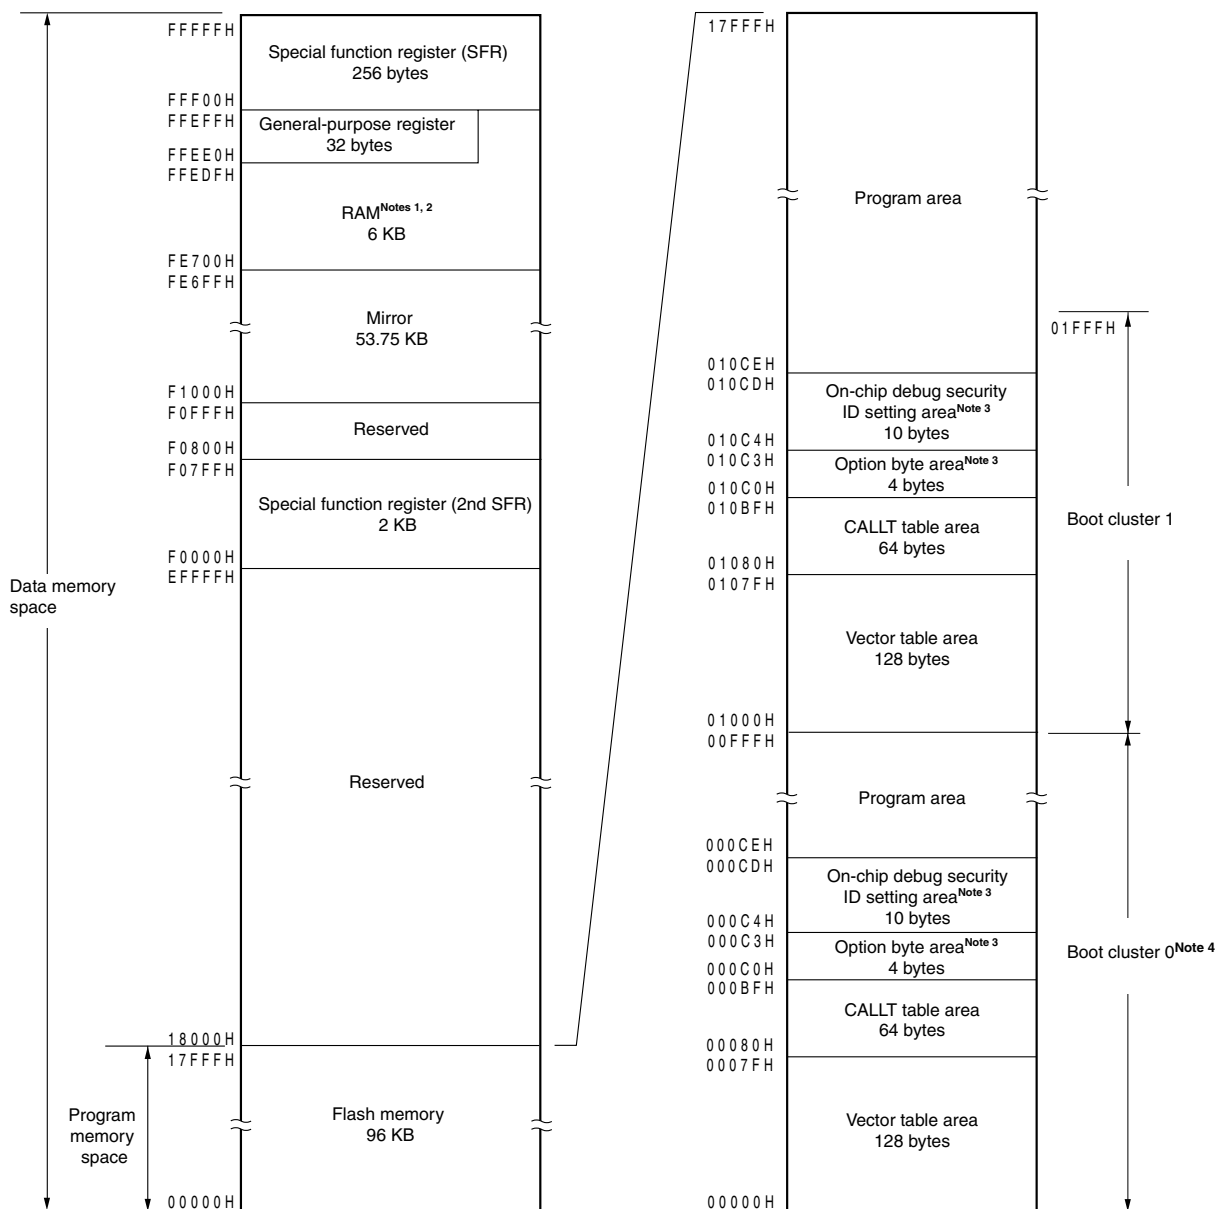 FFFFFH
Special function register (SFR)
256 bytes
FFF00H
FFEFFH
General-purpose register
32 bytes
FFEE0H
FFEDFH
RAMNotes 1, 2
6 KB
FE700H
FE6FFH
Mirror
53.75 KB
F1000H
F0FFFH
Reserved
F0800H
F07FFH
Special function register (2nd SFR)
2 KB
F0000H
EFFFFH
Data memory
space
Reserved
18000H
17FFFH
Program
memory
space
Flash memory
96 KB
00000H
17FFFH
Program area
01FFFH
010CEH
010CDH
On-chip debug security
ID setting areaNote 3
10 bytes
010C4H
010C3H
Option byte areaNote 3
4 bytes
010C0H
010BFH
CALLT table area
64 bytes
Boot cluster 1
01080H
0107FH
Vector table area
128 bytes
01000H
00FFFH
Program area
000CEH
000CDH
On-chip debug security
ID setting areaNote 3
10 bytes
000C4H
000C3H
Option byte areaNote 3
4 bytes
Boot cluster 0Note 4
000C0H
000BFH
CALLT table area
64 bytes
00080H
0007FH
Vector table area
128 bytes
00000H